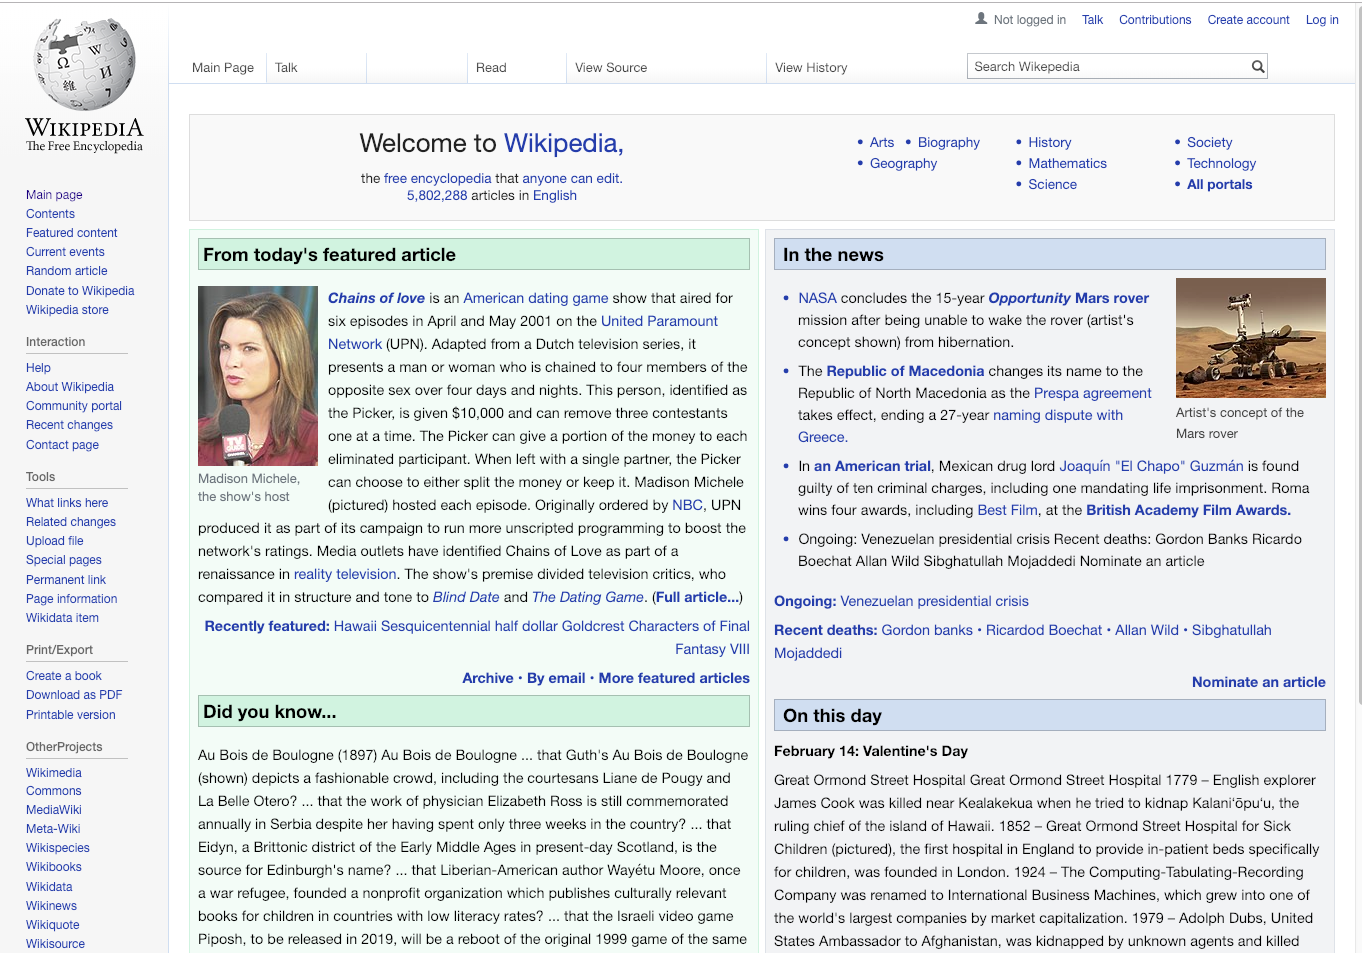 Not logged in Talk Contributions Create account Log in
Main Page Talk Read View Source View History Search Wikepedia
WIKIPEDIA
The Free Encyclopedia
Main page
Contents
Featured content
Current events
Random article
Donate to Wikipedia
Wikipedia store
Interaction
Help
About Wikipedia
Community portal
Recent changes
Contact page
Tools
What links here
Related changes
Upload file
Special pages
Permanent link
Page information
Wikidata item
Print/Export
Create a book
Download as PDF
Printable version
OtherProjects
Wikimedia
Commons
MediaWiki
Meta-Wiki
Wikispecies
Wikibooks
Wikidata
Wikinews
Wikiquote
Wikisource
Welcome to Wikipedia,
the free encyclopedia that anyone can edit.
5,802,288 articles in English
• Arts • Biography
• Geography
• History
• Mathematics
• Science
• Society
• Technology
• All portals
From today's featured article
Madison Michele,
the show's host
Chains of love is an American dating game show that aired for
six episodes in April and May 2001 on the United Paramount
Network (UPN). Adapted from a Dutch television series, it
presents a man or woman who is chained to four members of the
opposite sex over four days and nights. This person, identified as
the Picker, is given $10,000 and can remove three contestants
one at a time. The Picker can give a portion of the money to each
eliminated participant. When left with a single partner, the Picker
can choose to either split the money or keep it. Madison Michele
(pictured) hosted each episode. Originally ordered by NBC, UPN
produced it as part of its campaign to run more unscripted programming to boost the
network's ratings. Media outlets have identified Chains of Love as part of a
renaissance in reality television. The show's premise divided television critics, who
compared it in structure and tone to Blind Date and The Dating Game. (Full article...)
Recently featured: Hawaii Sesquicentennial half dollar Goldcrest Characters of Final
Fantasy VIII
Archive • By email • More featured articles
Did you know...
Au Bois de Boulogne (1897) Au Bois de Boulogne ... that Guth's Au Bois de Boulogne
(shown) depicts a fashionable crowd, including the courtesans Liane de Pougy and
La Belle Otero? ... that the work of physician Elizabeth Ross is still commemorated
annually in Serbia despite her having spent only three weeks in the country? ... that
Eidyn, a Brittonic district of the Early Middle Ages in present-day Scotland, is the
source for Edinburgh's name? ... that Liberian-American author Wayétu Moore, once
a war refugee, founded a nonprofit organization which publishes culturally relevant
books for children in countries with low literacy rates? ... that the Israeli video game
Piposh, to be released in 2019, will be a reboot of the original 1999 game of the same
In the news
• NASA concludes the 15-year Opportunity Mars rover
mission after being unable to wake the rover (artist's
concept shown) from hibernation.
• The Republic of Macedonia changes its name to the
Republic of North Macedonia as the Prespa agreement
takes effect, ending a 27-year naming dispute with
Greece.
Artist's concept of the
Mars rover
• In an American trial, Mexican drug lord Joaquín "El Chapo" Guzmán is found
guilty of ten criminal charges, including one mandating life imprisonment. Roma
wins four awards, including Best Film, at the British Academy Film Awards.
• Ongoing: Venezuelan presidential crisis Recent deaths: Gordon Banks Ricardo
Boechat Allan Wild Sibghatullah Mojaddedi Nominate an article
Ongoing: Venezuelan presidential crisis
Recent deaths: Gordon banks • Ricardod Boechat • Allan Wild • Sibghatullah
Mojaddedi
Nominate an article
On this day
February 14: Valentine's Day
Great Ormond Street Hospital Great Ormond Street Hospital 1779 – English explorer
James Cook was killed near Kealakekua when he tried to kidnap Kalaniʻōpuʻu, the
ruling chief of the island of Hawaii. 1852 – Great Ormond Street Hospital for Sick
Children (pictured), the first hospital in England to provide in-patient beds specifically
for children, was founded in London. 1924 – The Computing-Tabulating-Recording
Company was renamed to International Business Machines, which grew into one of
the world's largest companies by market capitalization. 1979 – Adolph Dubs, United
States Ambassador to Afghanistan, was kidnapped by unknown agents and killed